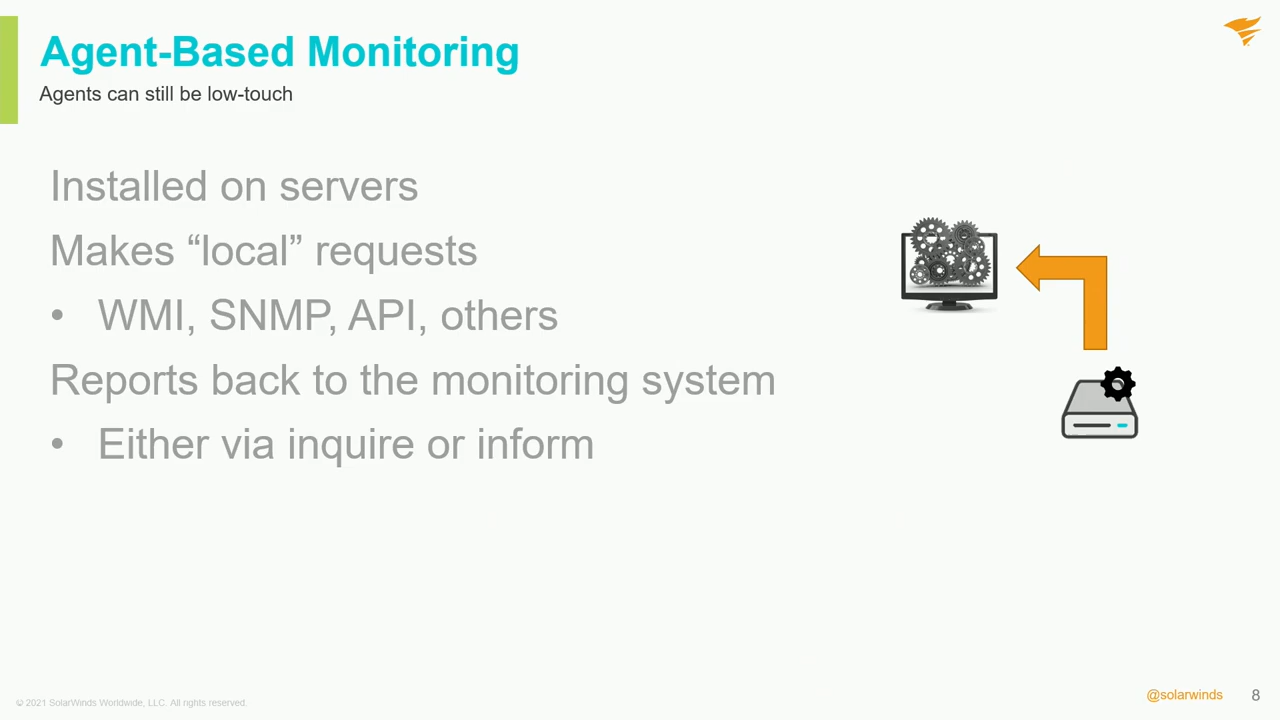 Agent-Based Monitoring
Agents can still be low-touch
Installed on servers
Makes “local” requests
• WMI, SNMP, API, others
Reports back to the monitoring system
• Either via inquire or inform
© 2021 SolarWinds Worldwide, LLC. All rights reserved.
@solarwinds
8